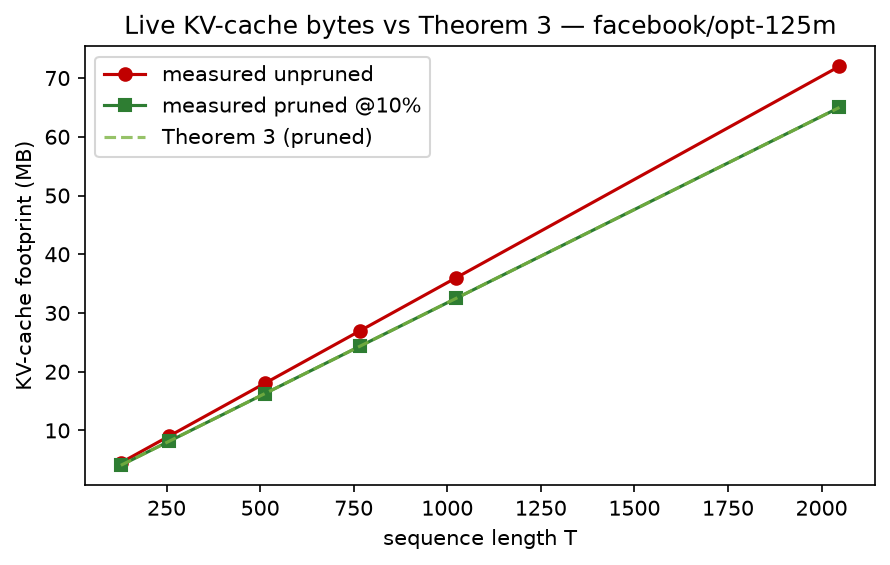 Live KV-cache bytes vs Theorem 3 — facebook/opt-125m
measured unpruned
measured pruned @10%
Theorem 3 (pruned)
KV-cache footprint (MB)
70
60
50
40
30
20
10
250 500 750 1000 1250 1500 1750 2000
sequence length T